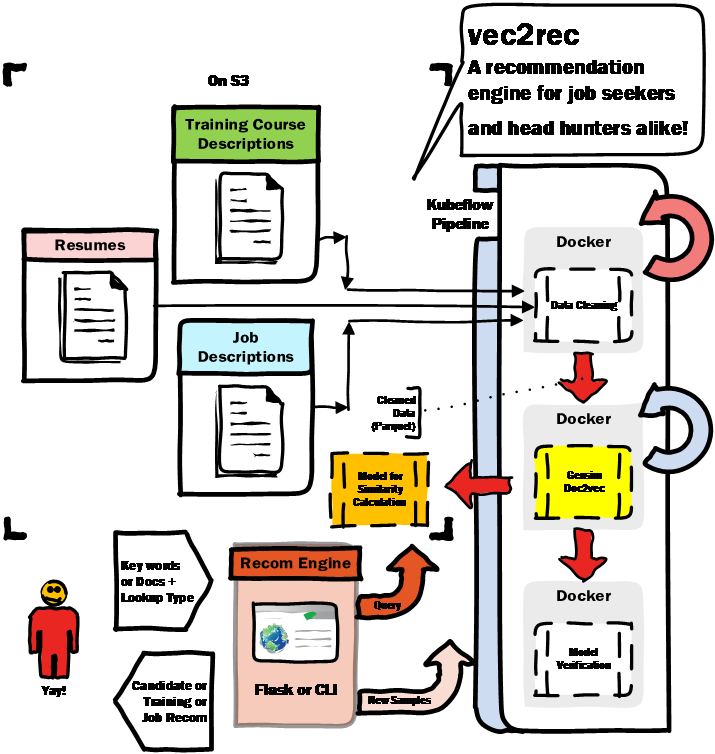 vec2rec
A recommendation
engine for job seekers
and head hunters alike!
On S3
Training Course
Descriptions
Kubeflow
Pipeline
Resumes
Docker
Data Cleaning
Job
Descriptions
Cleaned
Data
(Parquet)
Docker
Gensim
Doc2vec
Model for
Similarity
Calculation
Key words
or Docs +
Lookup Type
Recom Engine
Query
Flask or CLI
New Samples
Docker
Model
Verification
Yay!
Candidate or
Training or
Job Recom